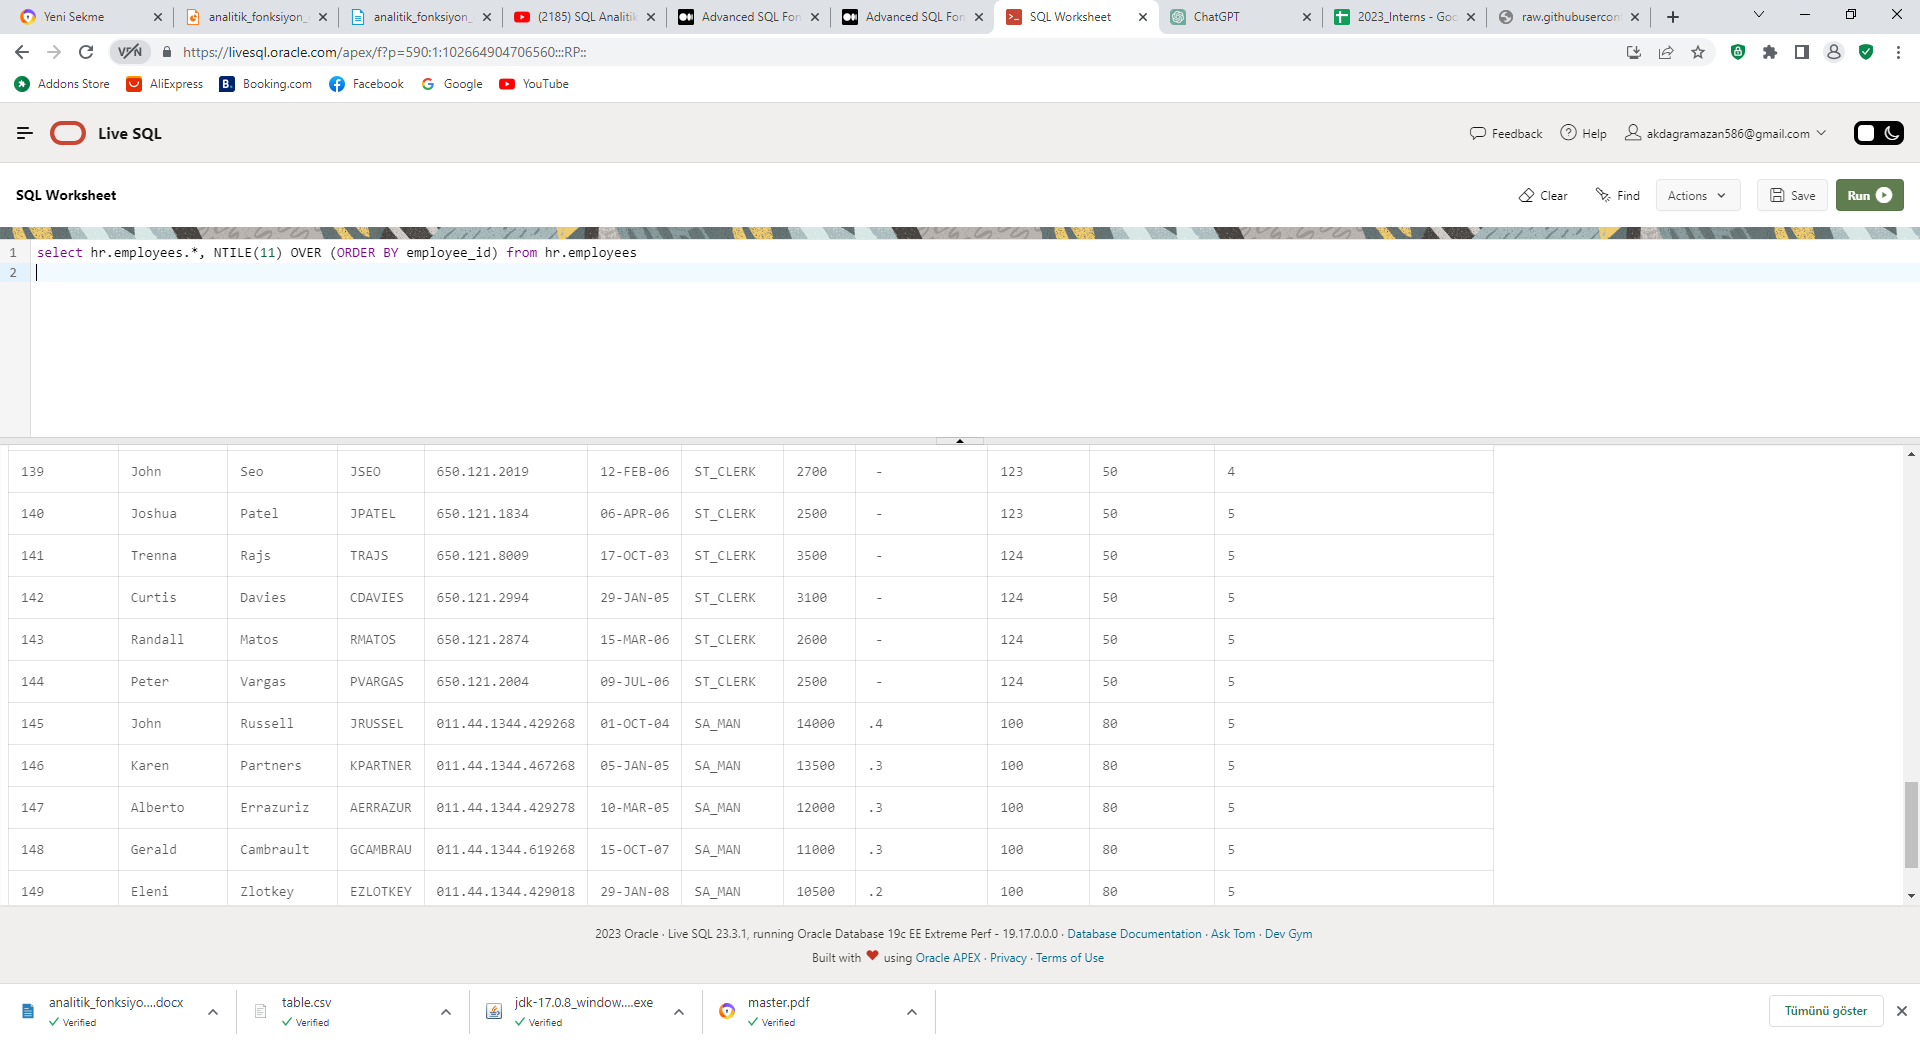 Yeni Sekme
analitik_fonksiyon_
analitik_fonksiyon_
(2185) SQL Analitik
Advanced SQL Fon
Advanced SQL Fon
SQL Worksheet
ChatGPT
2023_Interns - Goo
raw.githubusercon
VPN
https://livesql.oracle.com/apex/f?p=590:1:102664904706560:::RP::
Addons Store
AliExpress
B.
Booking.com
Facebook
Google
YouTube
Live SQL
Feedback
Help
akdagramazan586@gmail.com
SQL Worksheet
Clear
Find
Actions
Save
Run
1 select hr.employees.*, NTILE(11) OVER (ORDER BY employee_id) from hr.employees
2
139 John Seo JSEO 650.121.2019 12-FEB-06 ST_CLERK 2700 - 123 50 4
140 Joshua Patel JPATEL 650.121.1834 06-APR-06 ST_CLERK 2500 - 123 50 5
141 Trenna Rajs TRAJS 650.121.8009 17-OCT-03 ST_CLERK 3500 - 124 50 5
142 Curtis Davies CDAVIES 650.121.2994 29-JAN-05 ST_CLERK 3100 - 124 50 5
143 Randall Matos RMATOS 650.121.2874 15-MAR-06 ST_CLERK 2600 - 124 50 5
144 Peter Vargas PVARGAS 650.121.2004 09-JUL-06 ST_CLERK 2500 - 124 50 5
145 John Russell JRUSSEL 011.44.1344.429268 01-OCT-04 SA_MAN 14000 .4 100 80 5
146 Karen Partners KPARTNER 011.44.1344.467268 05-JAN-05 SA_MAN 13500 .3 100 80 5
147 Alberto Errazuriz AERRAZUR 011.44.1344.429278 10-MAR-05 SA_MAN 12000 .3 100 80 5
148 Gerald Cambrault GCAMBRAU 011.44.1344.619268 15-OCT-07 SA_MAN 11000 .3 100 80 5
149 Eleni Zlotkey EZLOTKEY 011.44.1344.429018 29-JAN-08 SA_MAN 10500 .2 100 80 5
2023 Oracle · Live SQL 23.3.1, running Oracle Database 19c EE Extreme Perf - 19.17.0.0.0 · Database Documentation · Ask Tom · Dev Gym
Built with ❤ using Oracle APEX · Privacy · Terms of Use
analitik_fonksiyo....docx
Verified
table.csv
Verified
jdk-17.0.8_window....exe
Verified
master.pdf
Verified
Tümünü göster